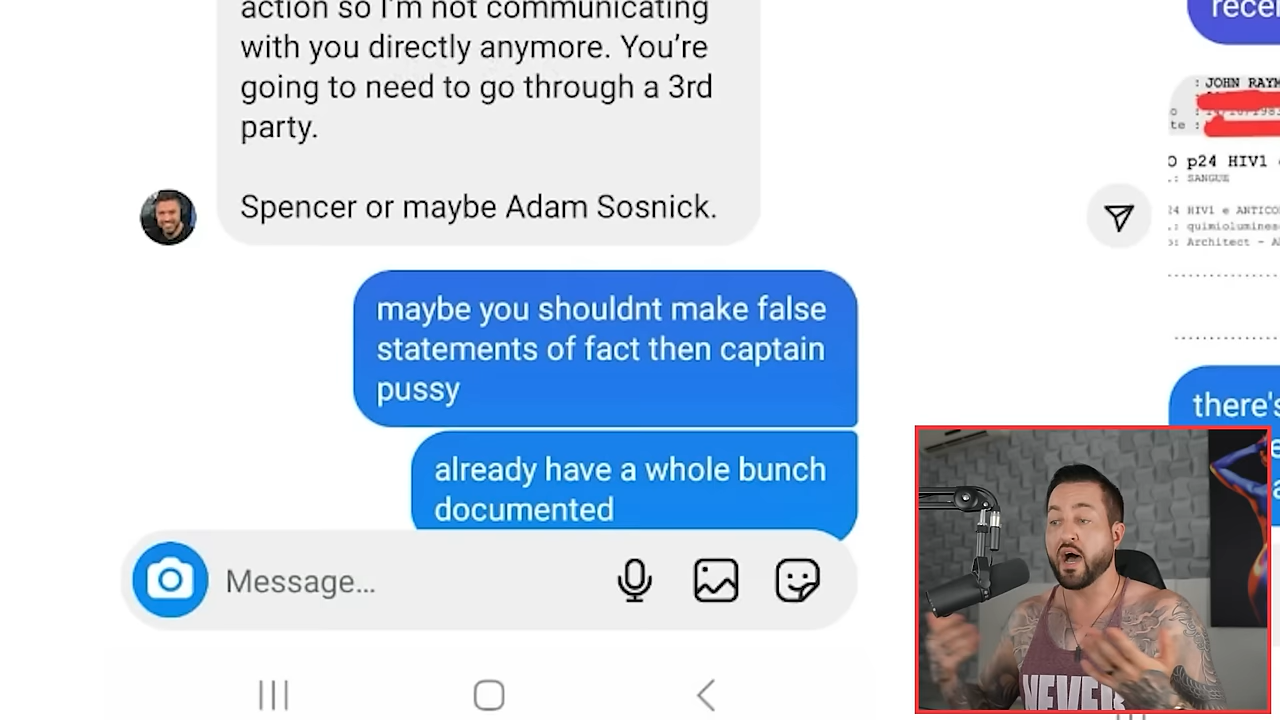 action so I'm not communicating
with you directly anymore. You're
going to need to go through a 3rd
party.
Spencer or maybe Adam Sosnick.
maybe you shouldnt make false
statements of fact then captain
pussy
already have a whole bunch
documented
Message...
: JOHN RAYM
p24 HIV1
.: SANGUE
HIV1 e ANTICO
: Architect - A
there's
NEVER